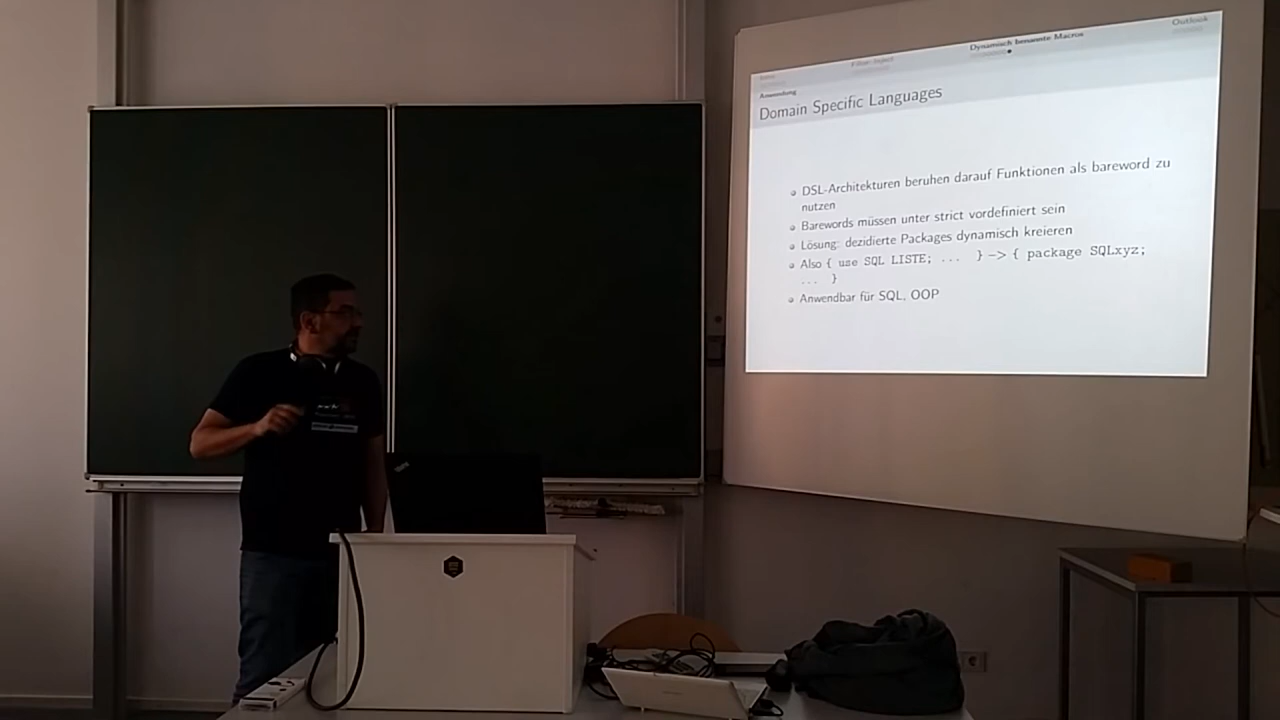 Dynamisch benannte Macros
Outlook
Anwendung
Domain Specific Languages
DSL-Architekturen beruhen darauf Funktionen als bareword zu
nutzen
Barewords müssen unter strict vordefiniert sein
Lösung: dezidierte Packages dynamisch kreieren
Also { use SQL LISTE; ... } -> { package SQLxyz;
... }
Anwendbar für SQL, OOP